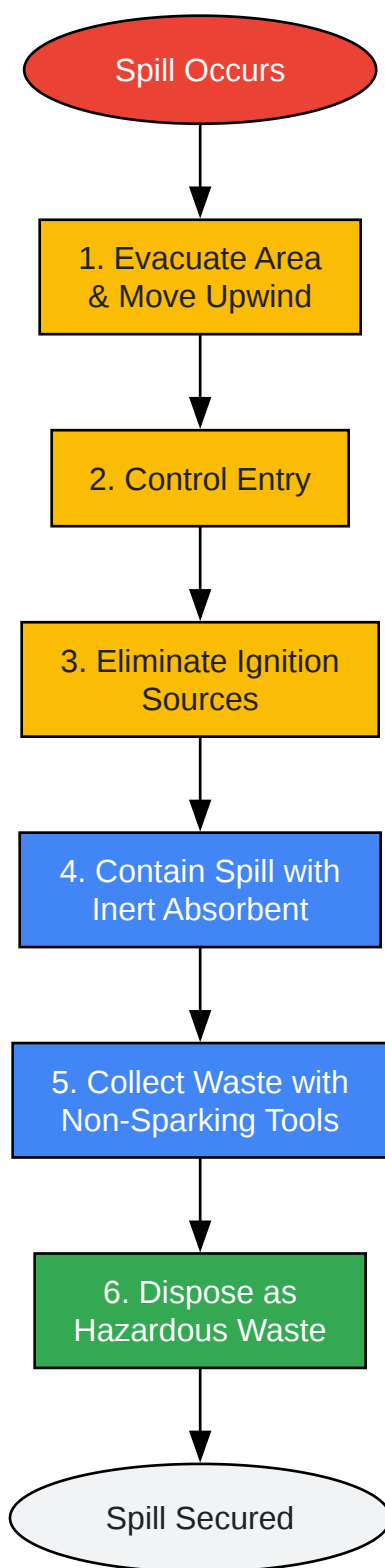 Spill Occurs
1. Evacuate Area
& Move Upwind
2. Control Entry
3. Eliminate Ignition
Sources
4. Contain Spill with
Inert Absorbent
5. Collect Waste with
Non-Sparking Tools
6. Dispose as
Hazardous Waste
Spill Secured